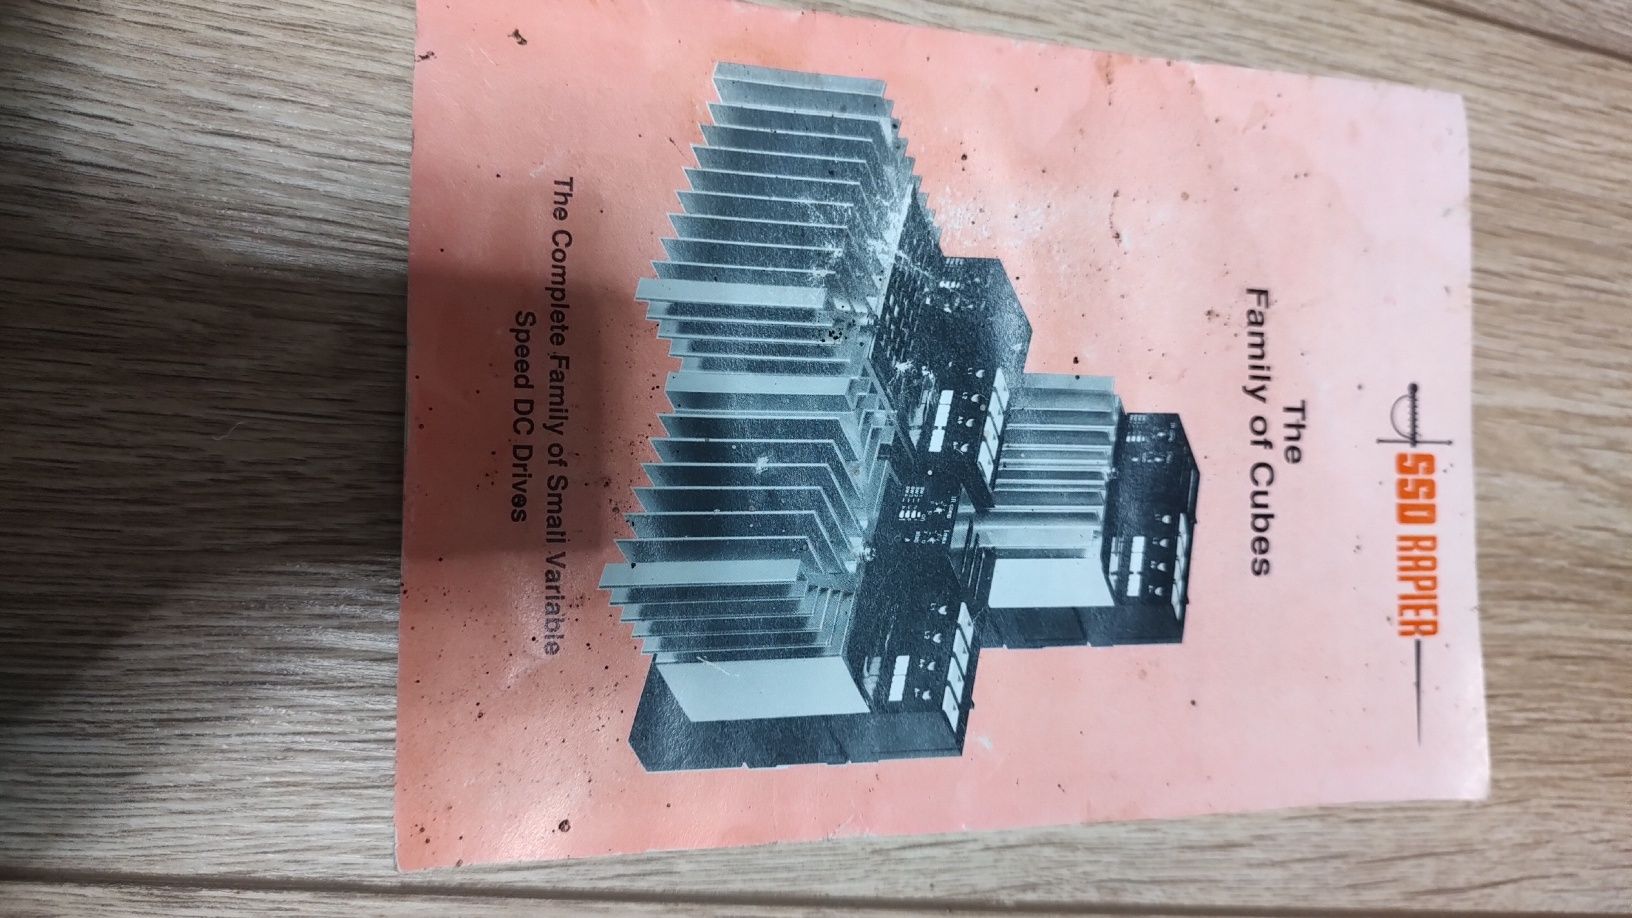 SSD RAPIER
The
Family of Cubes
The Complete Family of Small Variable
Speed DC Drives